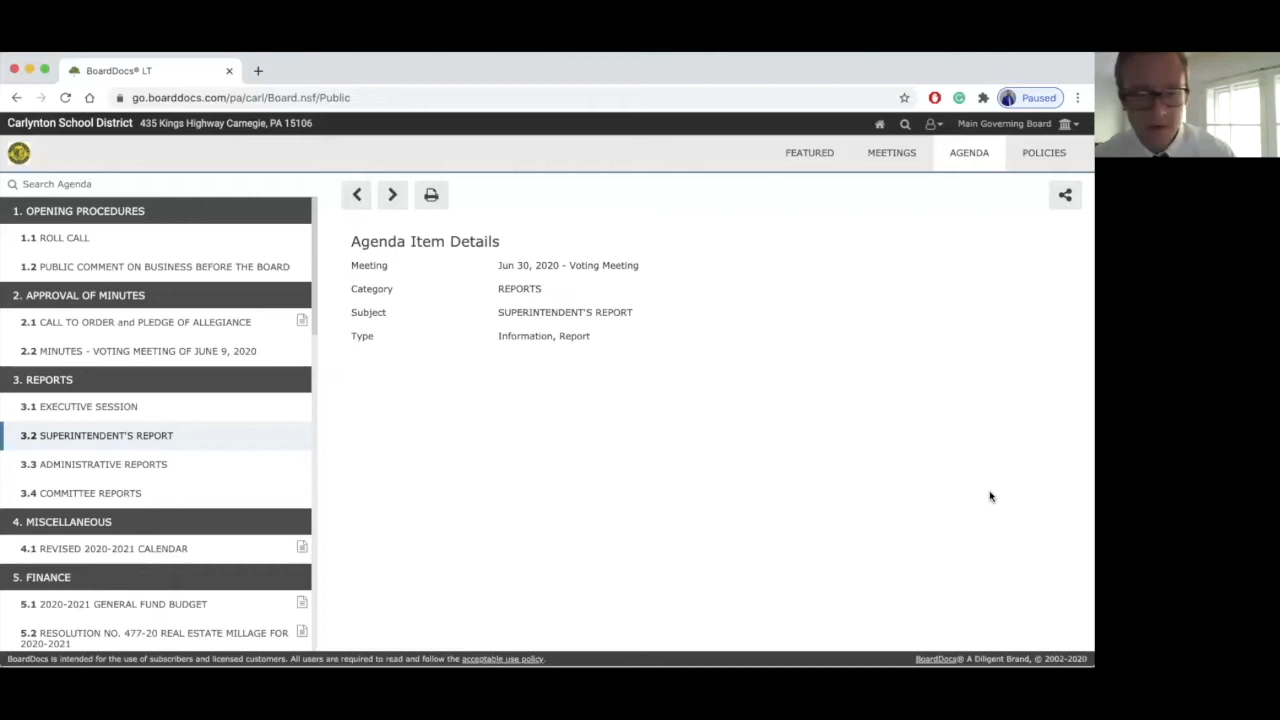 BoardDocs® LT
go.boarddocs.com/pa/carl/Board.nsf/Public
Paused
Carlynton School District 435 Kings Highway Carnegie, PA 15106
Main Governing Board
FEATURED MEETINGS AGENDA POLICIES
Search Agenda
1. OPENING PROCEDURES
1.1 ROLL CALL
1.2 PUBLIC COMMENT ON BUSINESS BEFORE THE BOARD
2. APPROVAL OF MINUTES
2.1 CALL TO ORDER and PLEDGE OF ALLEGIANCE
2.2 MINUTES - VOTING MEETING OF JUNE 9, 2020
3. REPORTS
3.1 EXECUTIVE SESSION
3.2 SUPERINTENDENT'S REPORT
3.3 ADMINISTRATIVE REPORTS
3.4 COMMITTEE REPORTS
4. MISCELLANEOUS
4.1 REVISED 2020-2021 CALENDAR
5. FINANCE
5.1 2020-2021 GENERAL FUND BUDGET
5.2 RESOLUTION NO. 477-20 REAL ESTATE MILLAGE FOR
2020-2021
Agenda Item Details
Meeting Jun 30, 2020 - Voting Meeting
Category REPORTS
Subject SUPERINTENDENT'S REPORT
Type Information, Report
BoardDocs is intended for the use of subscribers and licensed customers. All users are required to read and follow the acceptable use policy.
BoardDocs® A Diligent Brand, © 2002-2020